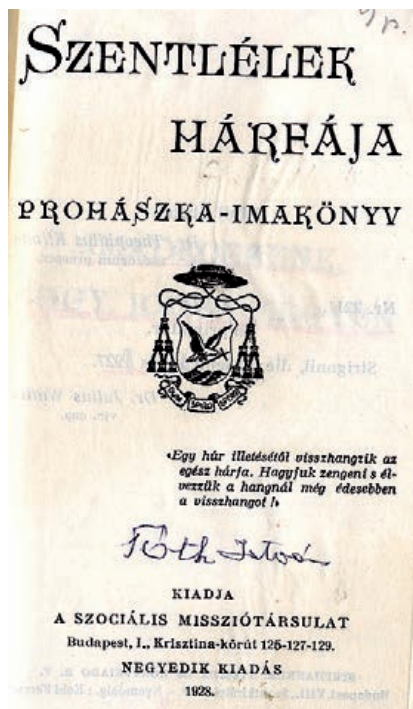 SZENTLÉLEK
HÁRFÁJA
PROHÁSZKA-IMAKÖNYV
«Egy húr illetésétől visszhangzik az
egész hárfa. Hagyjuk zengeni s él-
vezzük a hangnál még édesebben
a visszhangot!»
Tóth István
KIADJA
A SZOCIÁLIS MISSZIÓTÁRSULAT
Budapest, I., Krisztina-körút 125-127-129.
NEGYEDIK KIADÁS
1928.